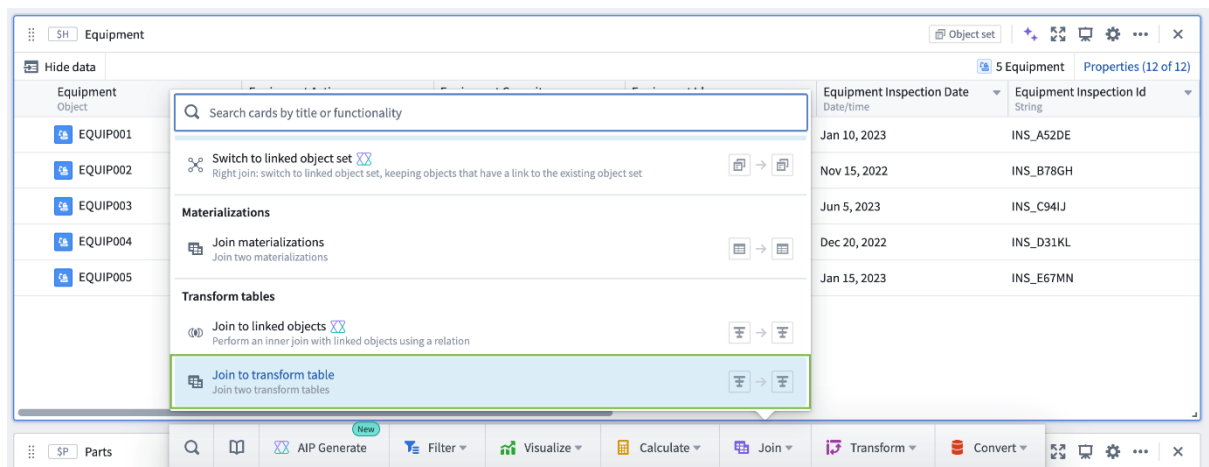 $H Equipment Object set
Hide data 5 Equipment Properties (12 of 12)
Equipment Equipment Inspection Date Equipment Inspection Id
Object Date/time String
Search cards by title or functionality
EQUIP001 Jan 10, 2023 INS_A52DE
Switch to linked object set
Right join: switch to linked object set, keeping objects that have a link to the existing object set
EQUIP002 Nov 15, 2022 INS_B78GH
EQUIP003 Jun 5, 2023 INS_C94IJ
Materializations
EQUIP004 Dec 20, 2022 INS_D31KL
Join materializations
Join two materializations
EQUIP005 Jan 15, 2023 INS_E67MN
Transform tables
Join to linked objects
Perform an inner join with linked objects using a relation
Join to transform table
Join two transform tables
New
$P Parts AIP Generate Filter Visualize Calculate Join Transform Convert